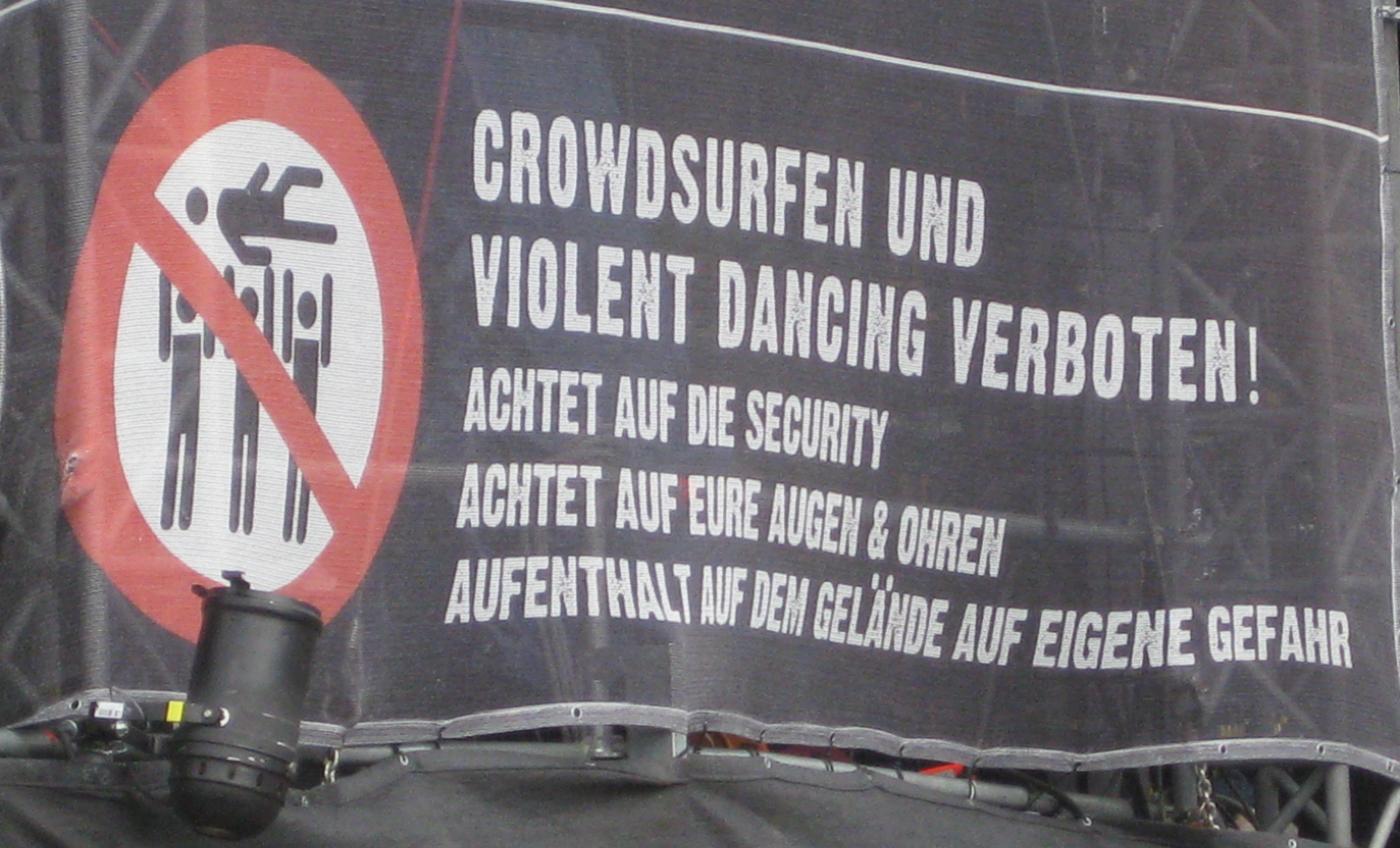 CROWDSURFEN UND
VIOLENT DANCING VERBOTEN!
ACHTET AUF DIE SECURITY
ACHTET AUF EURE AUGEN & OHREN
AUFENTHALT AUF DEM GELÄNDE AUF EIGENE GEFAHR